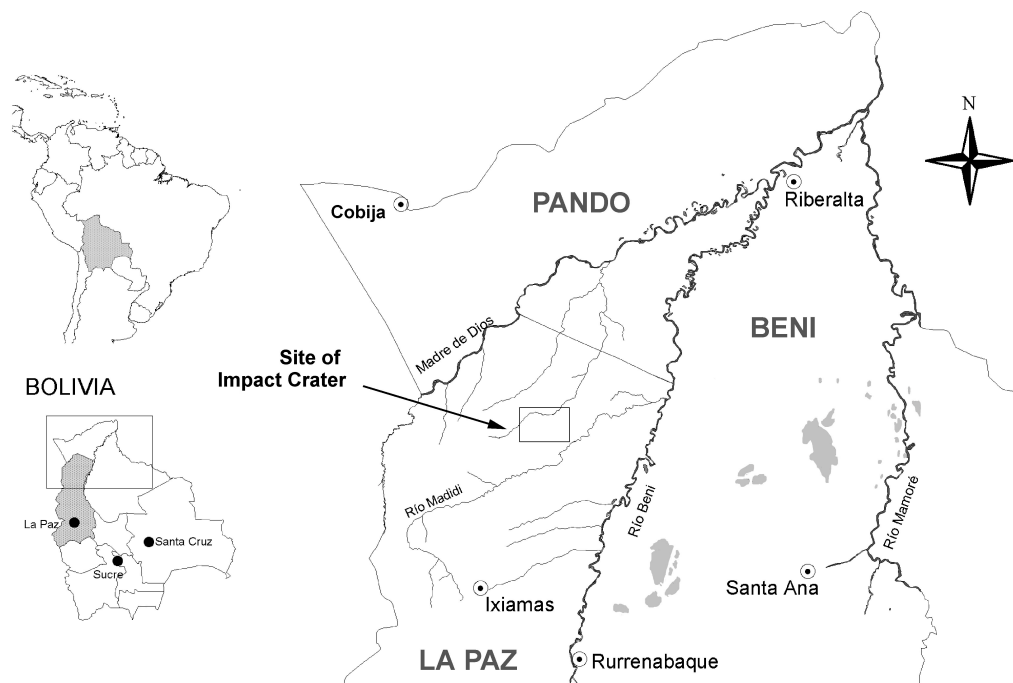 N
Cobija
PANDO
Riberalta
BENI
Madre de Dios
Site of
Impact Crater
BOLIVIA
Río Madidi
Río Beni
Río Mamoré
La Paz
Santa Cruz
Sucre
Santa Ana
Ixiamas
LA PAZ
Rurrenabaque